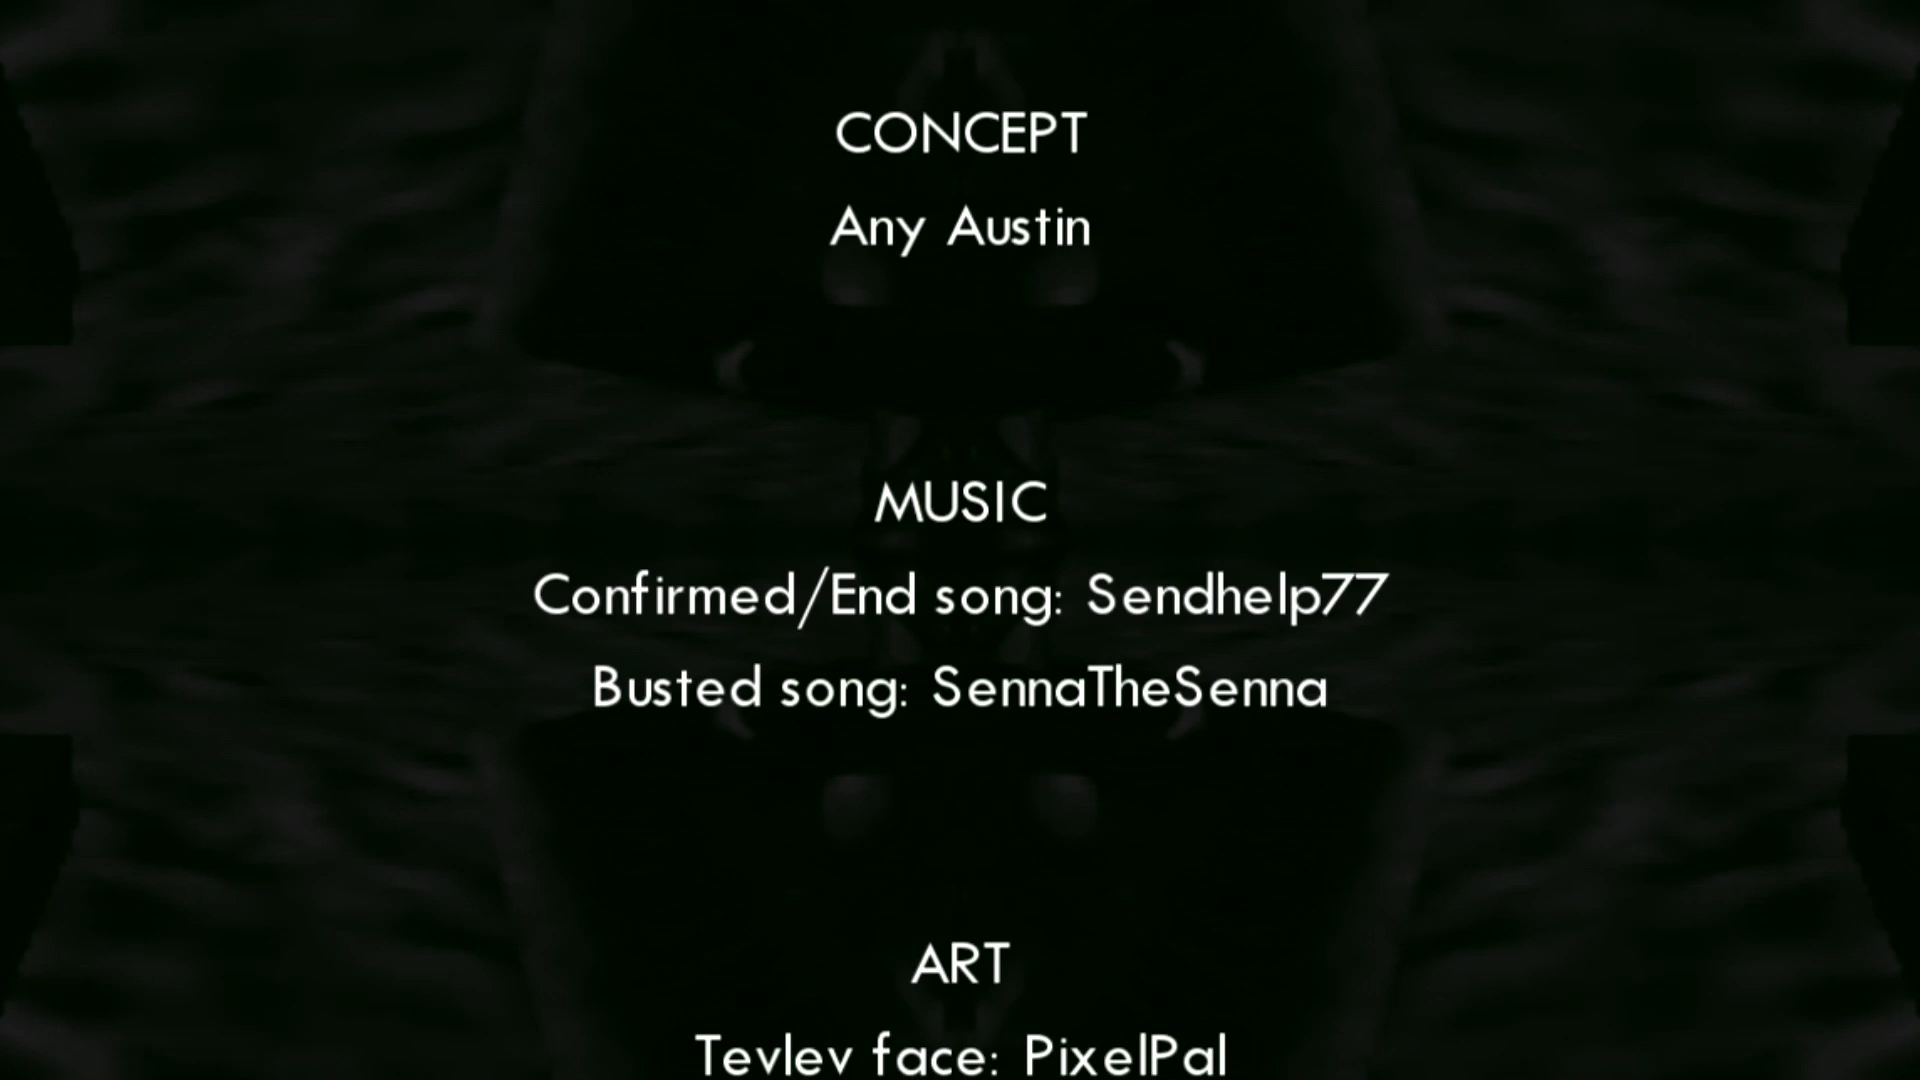 CONCEPT
Any Austin
MUSIC
Confirmed/End song: Sendhelp77
Busted song: SennaTheSenna
ART
Tevlev face: PixelPal